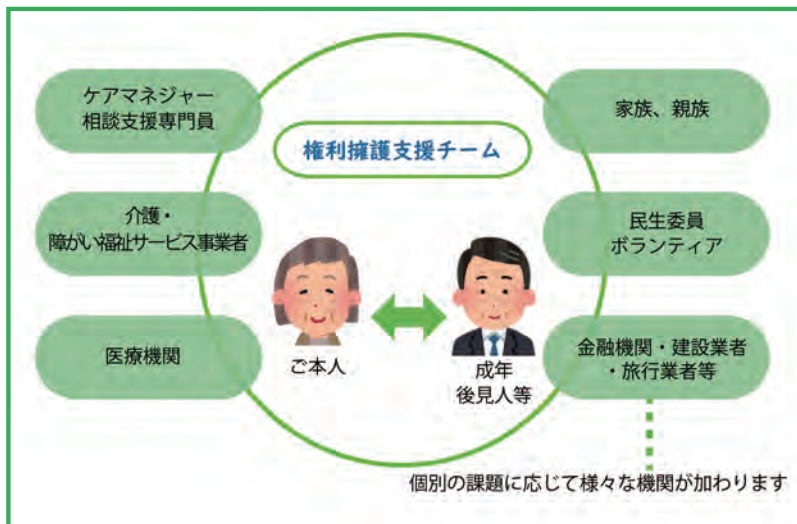 ケアマネジャー
相談支援専門員
家族、親族
権利擁護支援チーム
介護・
障がい福祉サービス事業者
民生委員
ボランティア
医療機関
ご本人
成年
後見人等
金融機関・建設業者
・旅行業者等
個別の課題に応じて様々な機関が加わります